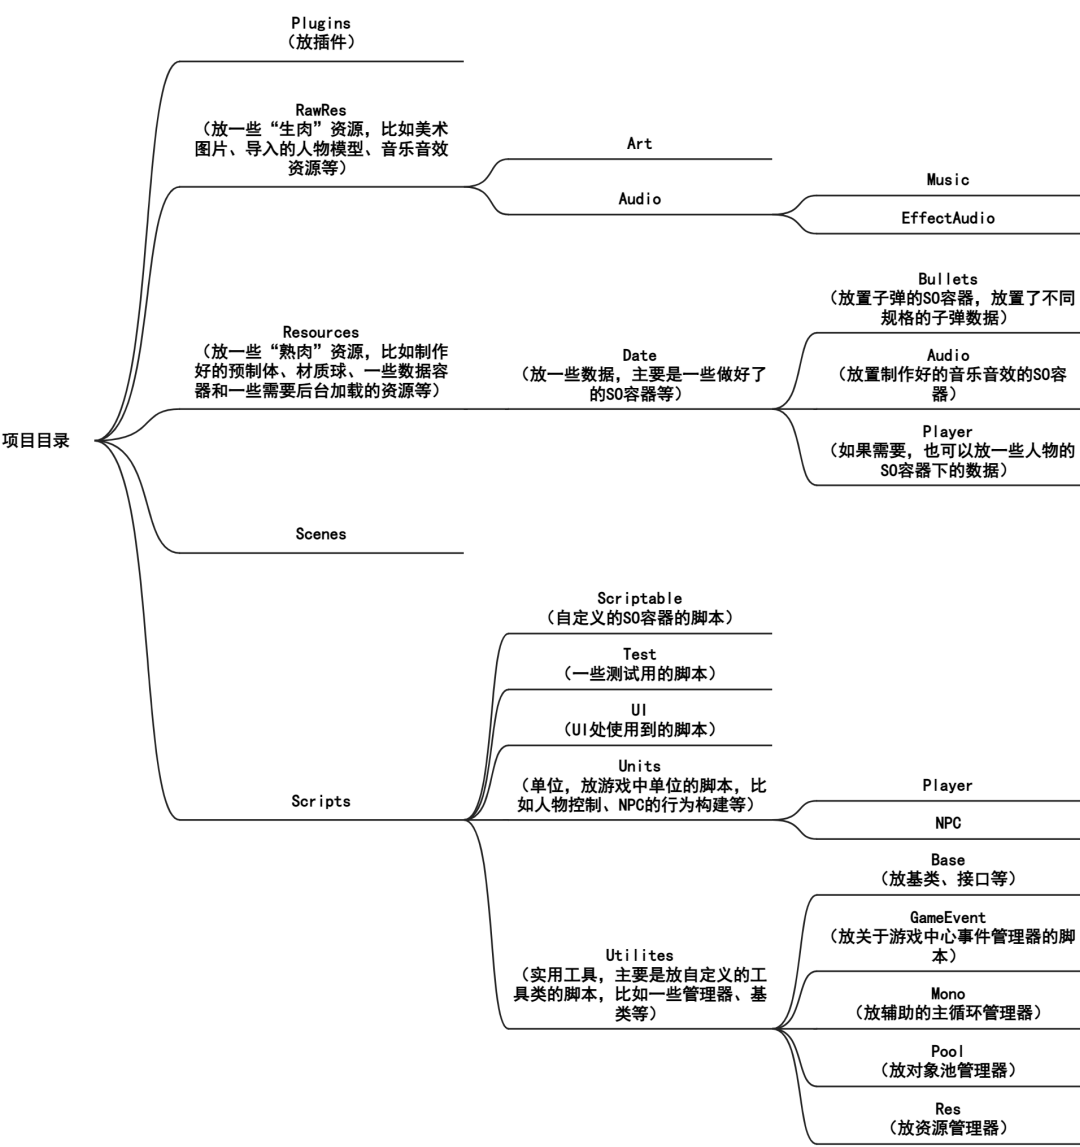 Plugins
（放插件）
RawRes
（放一些“生肉”资源，比如美术
图片、导入的人物模型、音乐音效
资源等）
Art
Audio
Music
EffectAudio
Resources
（放一些“熟肉”资源，比如制作
好的预制体、材质球、一些数据容
器和一些需要后台加载的资源等）
Date
（放一些数据，主要是一些做好了
的SO容器等）
Bullets
（放置子弹的SO容器，放置了不同
规格的子弹数据）
Audio
（放置制作好的音乐音效的SO容
器）
Player
（如果需要，也可以放一些人物的
SO容器下的数据）
项目目录
Scenes
Scripts
Scriptable
（自定义的SO容器的脚本）
Test
（一些测试用的脚本）
UI
（UI处使用到的脚本）
Units
（单位，放游戏中单位的脚本，比
如人物控制、NPC的行为构建等）
Player
NPC
Utilites
（实用工具，主要是放自定义的工
具类的脚本，比如一些管理器、基
类等）
Base
（放基类、接口等）
GameEvent
（放关于游戏中心事件管理器的脚
本）
Mono
（放辅助的主循环管理器）
Pool
（放对象池管理器）
Res
（放资源管理器）